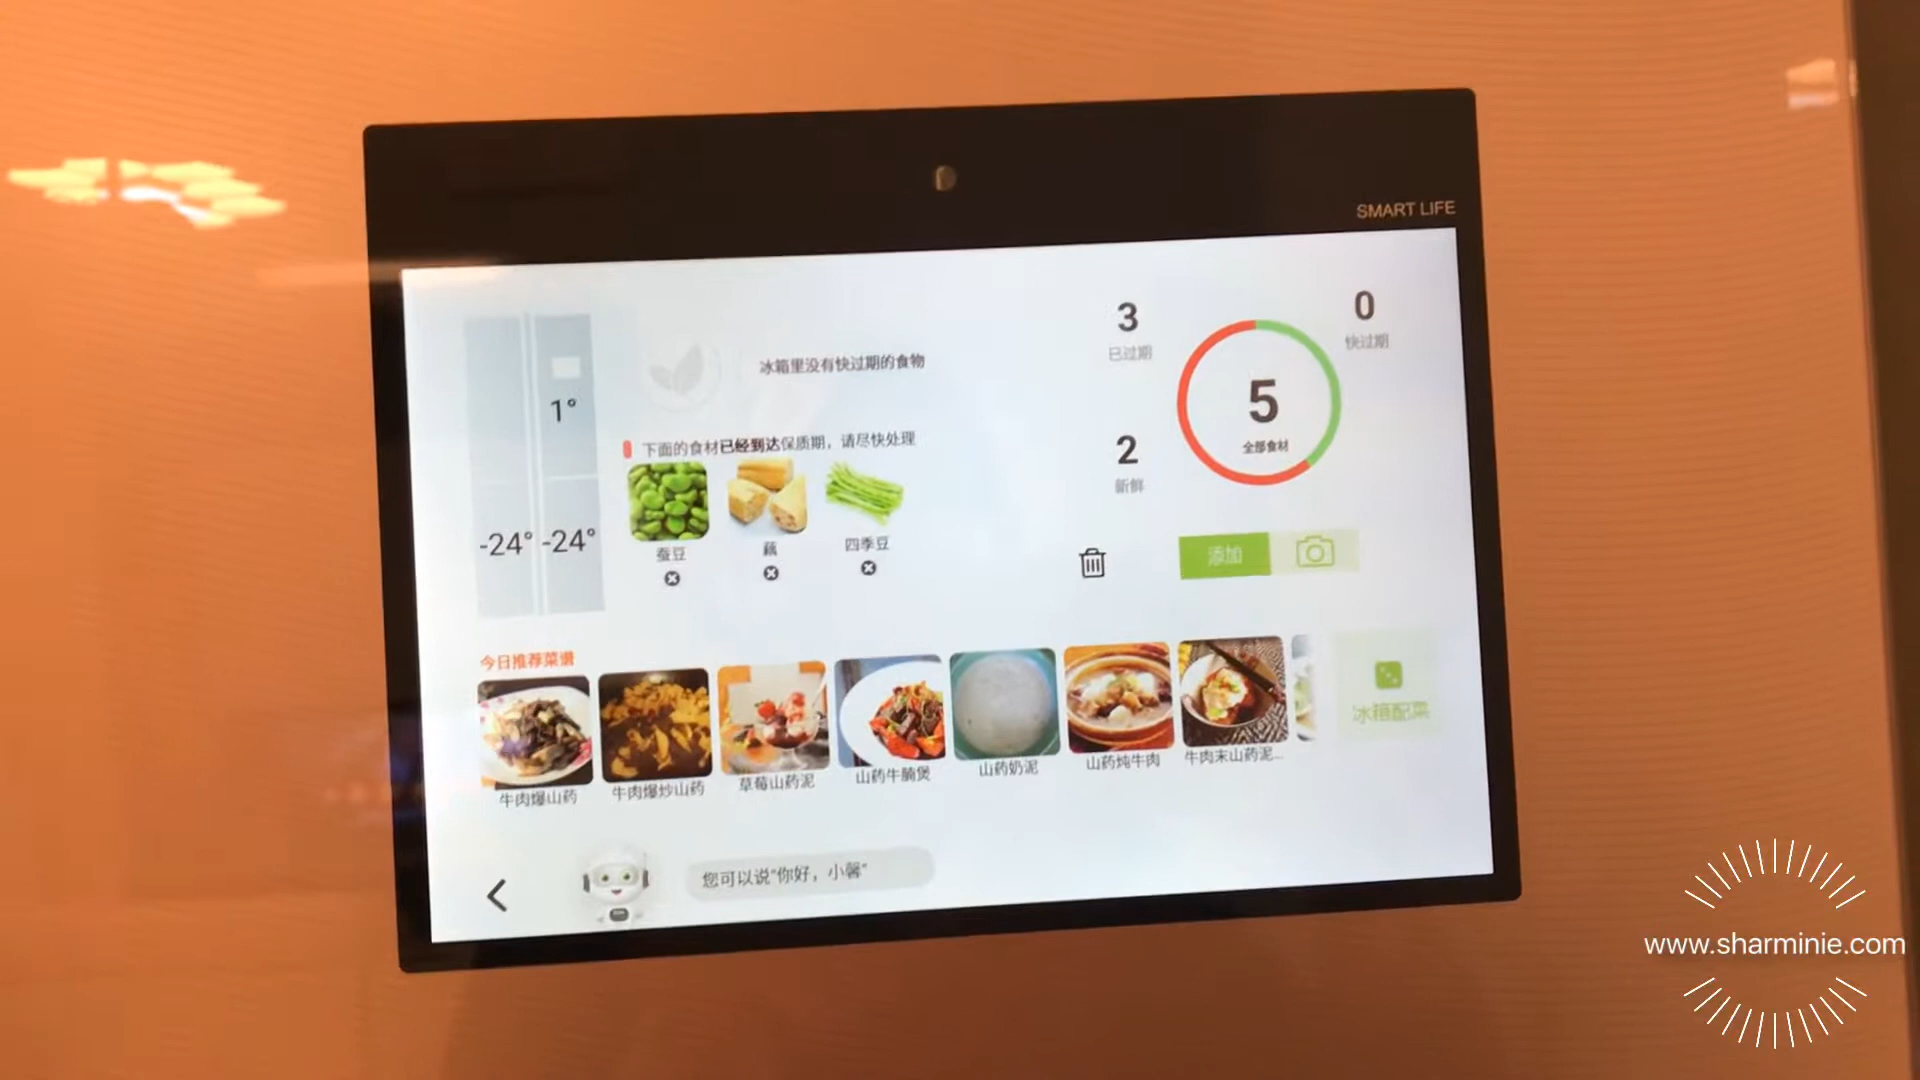 SMART LIFE
1°
-24° -24°
冰箱里没有快过期的食物
下面的食材已经到达保质期，请尽快处理
蚕豆
藕
四季豆
3
已过期
0
快过期
5
全部食材
2
新鲜
添加
今日推荐菜谱
牛肉爆山药
牛肉爆炒山药
草莓山药泥
山药牛腩煲
山药奶泥
山药炖牛肉
牛肉末山药泥...
冰箱配菜
您可以说"你好，小馨"
www.sharminie.com